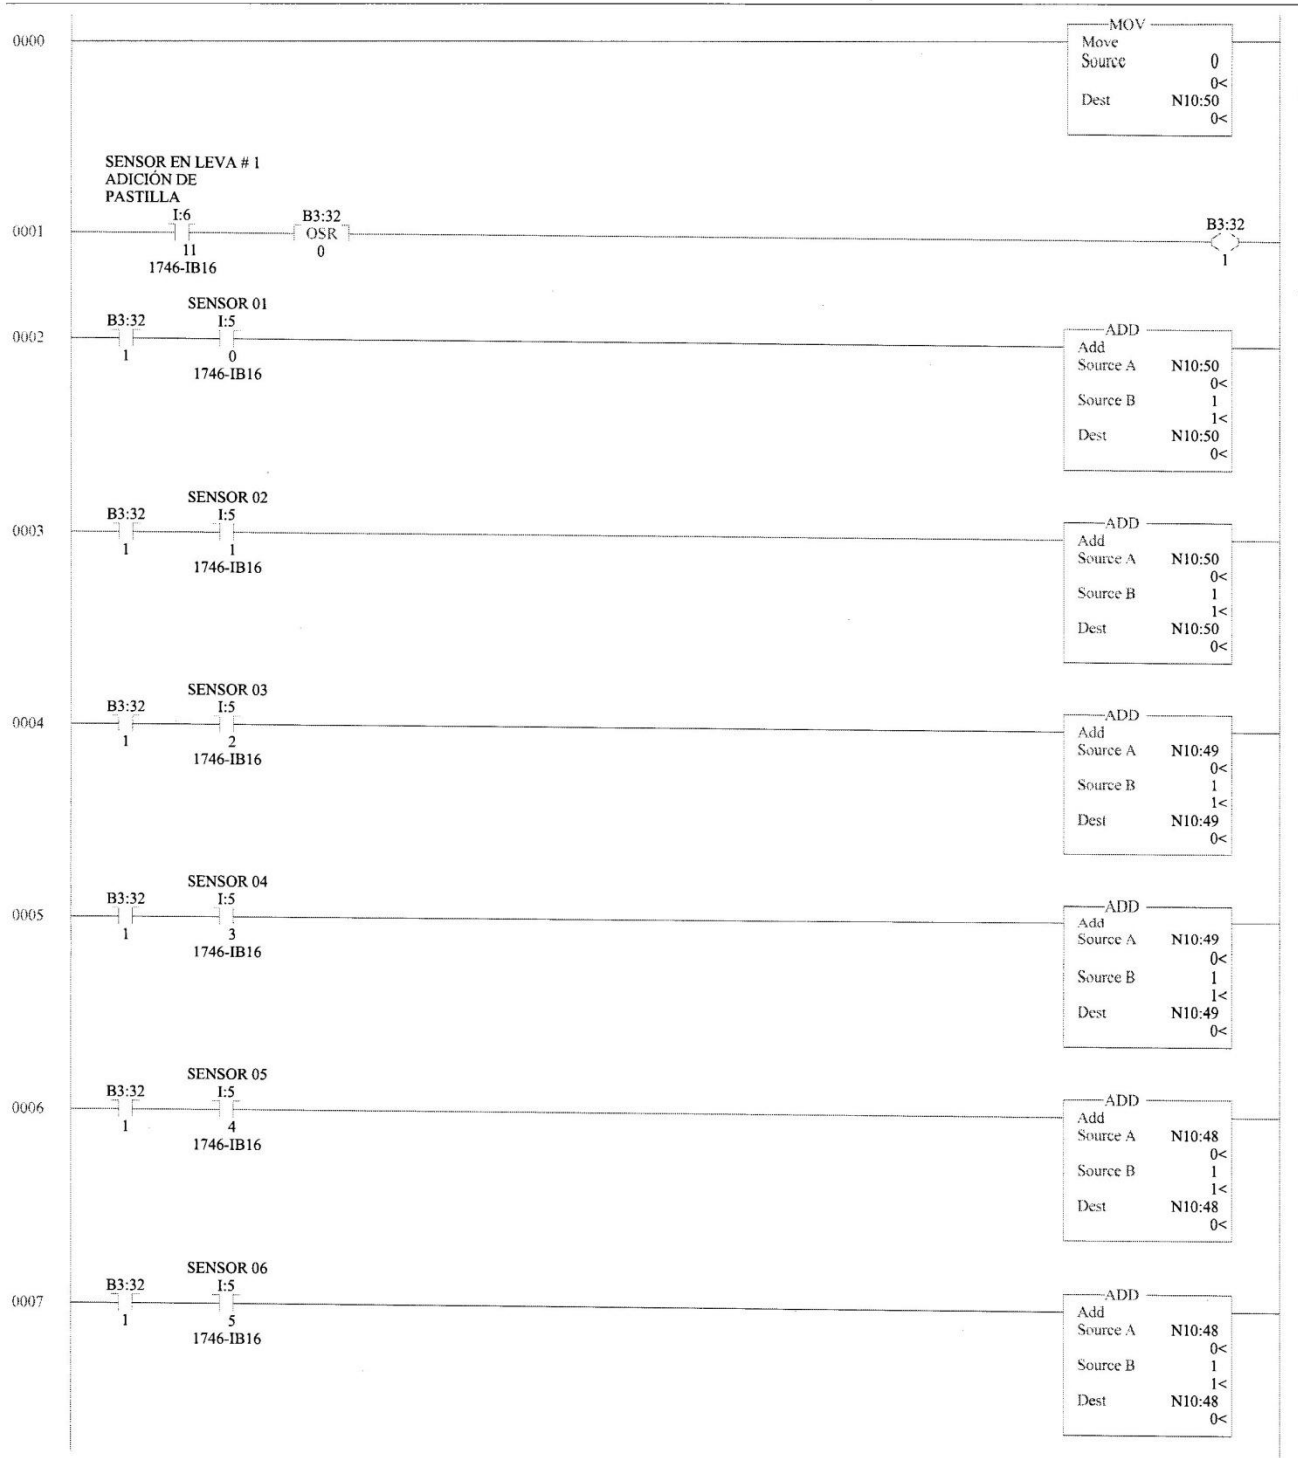 MOV
0000
Move
Source 0
0<
Dest N10:50
0<
SENSOR EN LEVA # 1
ADICIÓN DE
PASTILLA
I:6 B3:32 B3:32
0001 OSR
11 0 1
1746-IB16
SENSOR 01
B3:32 I:5
0002 ADD
1 0 Add
1746-IB16 Source A N10:50
0<
Source B 1
1<
Dest N10:50
0<
SENSOR 02
B3:32 I:5
0003 ADD
1 1 Add
1746-IB16 Source A N10:50
0<
Source B 1
1<
Dest N10:50
0<
SENSOR 03
B3:32 I:5
0004 ADD
1 2 Add
1746-IB16 Source A N10:49
0<
Source B 1
1<
Dest N10:49
0<
SENSOR 04
B3:32 I:5
0005 ADD
1 3 Add
1746-IB16 Source A N10:49
0<
Source B 1
1<
Dest N10:49
0<
SENSOR 05
B3:32 I:5
0006 ADD
1 4 Add
1746-IB16 Source A N10:48
0<
Source B 1
1<
Dest N10:48
0<
SENSOR 06
B3:32 I:5
0007 ADD
1 5 Add
1746-IB16 Source A N10:48
0<
Source B 1
1<
Dest N10:48
0<